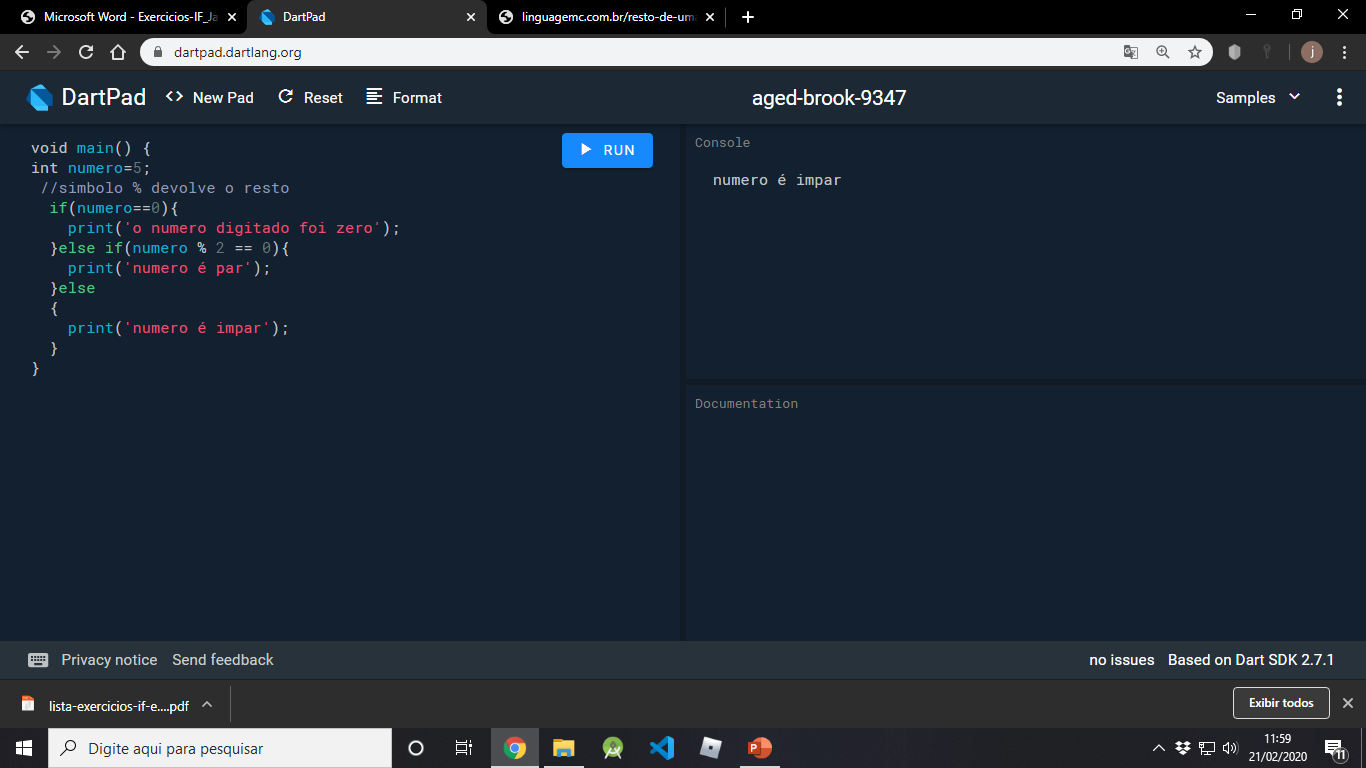 Microsoft Word - Exercicios-IF_Ja
DartPad
linguagemc.com.br/resto-de-uma
dartpad.dartlang.org
j
DartPad
<> New Pad
Reset
Format
aged-brook-9347
Samples
void main() {
int numero=5;
//simbolo % devolve o resto
if(numero==0){
print('o numero digitado foi zero');
}else if(numero % 2 == 0){
print('numero é par');
}else
{
print('numero é impar');
}
}
RUN
Console
numero é impar
Documentation
Privacy notice
Send feedback
no issues
Based on Dart SDK 2.7.1
lista-exercicios-if-e....pdf
Exibir todos
Digite aqui para pesquisar
P
11:59
21/02/2020
11